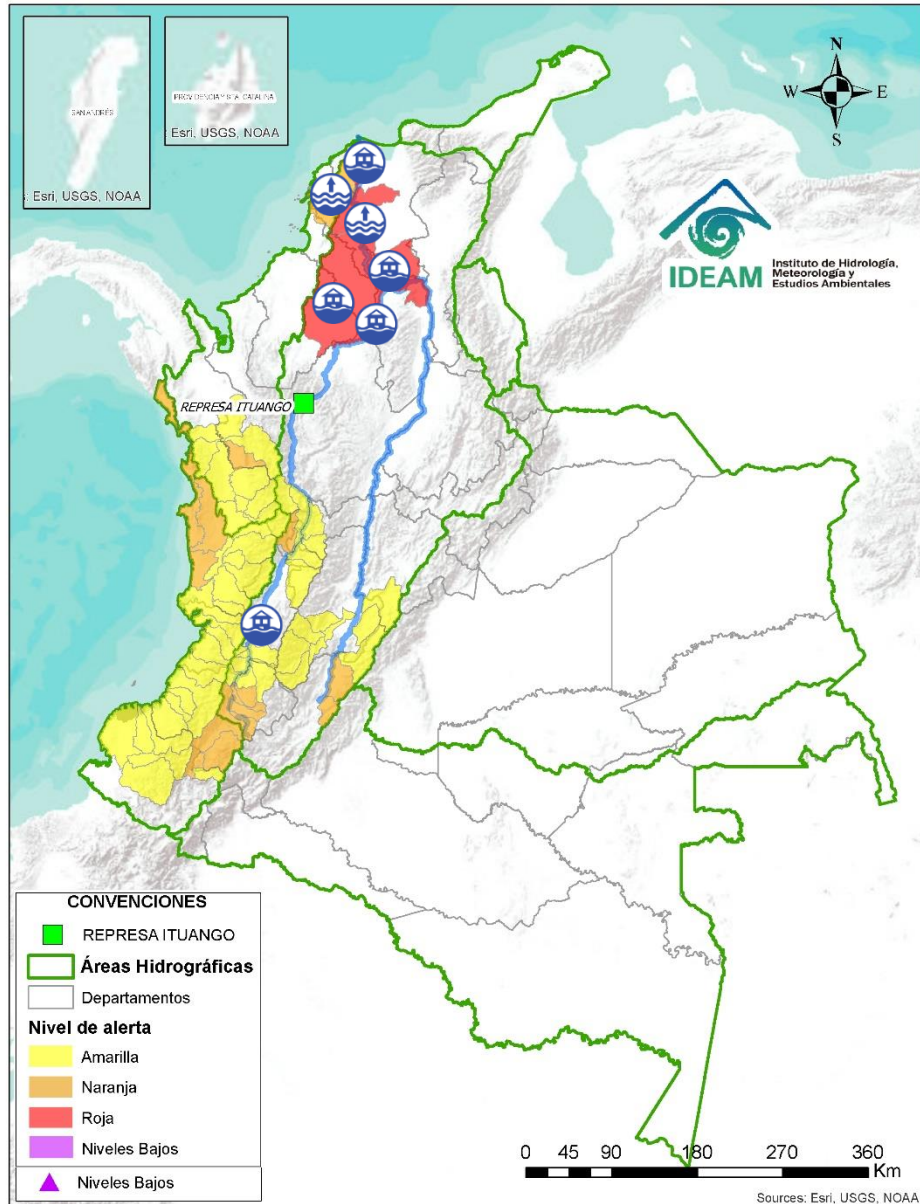 SAN ANDRÉS
: Esri, USGS, NOAA
PROVIDENCIA Y STA. CATALINA
Esri, USGS, NOAA
N
W
E
S
IDEAM
Instituto de Hidrología,
Meteorología y
Estudios Ambientales
REPRESA ITUANGO
CONVENCIONES
REPRESA ITUANGO
Áreas Hidrográficas
Departamentos
Nivel de alerta
Amarilla
Naranja
Roja
Niveles Bajos
Niveles Bajos
0 45 90 180 270 360
Km
Sources: Esri, USGS, NOAA